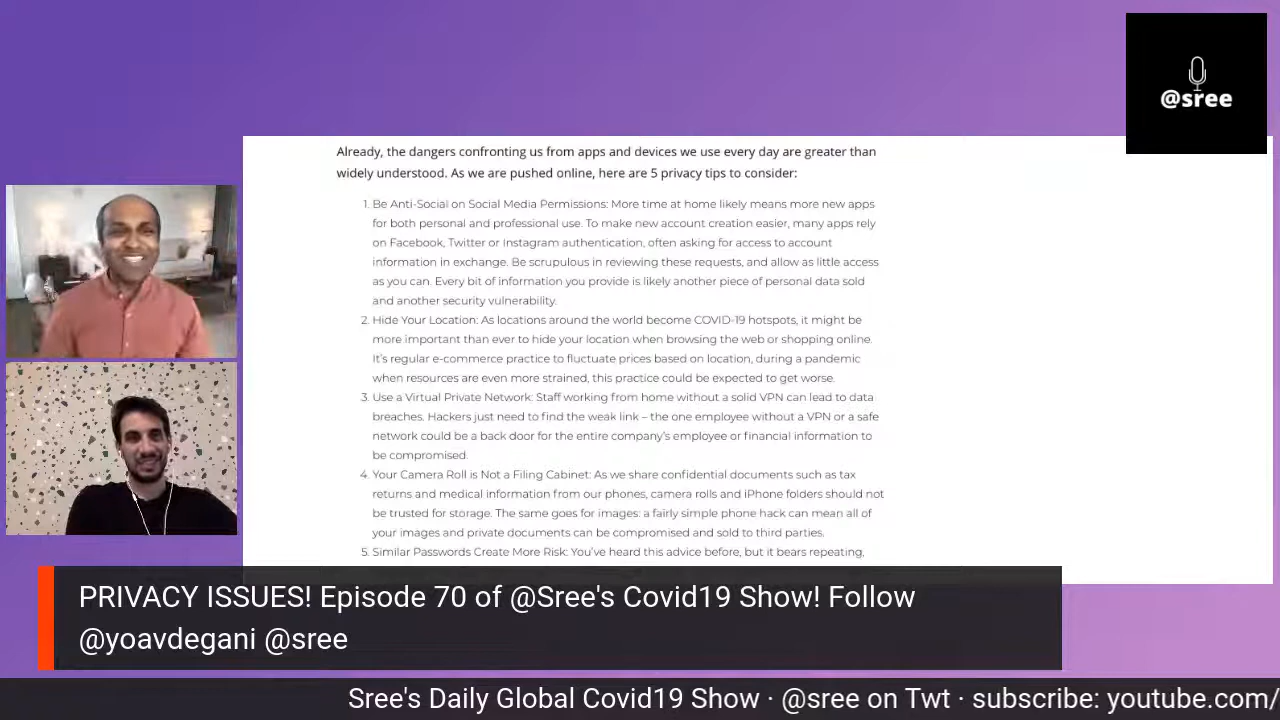 @sree
Already, the dangers confronting us from apps and devices we use every day are greater than
widely understood. As we are pushed online, here are 5 privacy tips to consider:
1. Be Anti-Social on Social Media Permissions: More time at home likely means more new apps
for both personal and professional use. To make new account creation easier, many apps rely
on Facebook, Twitter or Instagram authentication, often asking for access to account
information in exchange. Be scrupulous in reviewing these requests, and allow as little access
as you can. Every bit of information you provide is likely another piece of personal data sold
and another security vulnerability.
2. Hide Your Location: As locations around the world become COVID-19 hotspots, it might be
more important than ever to hide your location when browsing the web or shopping online.
It's regular e-commerce practice to fluctuate prices based on location, during a pandemic
when resources are even more strained, this practice could be expected to get worse.
3. Use a Virtual Private Network: Staff working from home without a solid VPN can lead to data
breaches. Hackers just need to find the weak link – the one employee without a VPN or a safe
network could be a back door for the entire company's employee or financial information to
be compromised.
4. Your Camera Roll is Not a Filing Cabinet: As we share confidential documents such as tax
returns and medical information from our phones, camera rolls and iPhone folders should not
be trusted for storage. The same goes for images: a fairly simple phone hack can mean all of
your images and private documents can be compromised and sold to third parties.
5. Similar Passwords Create More Risk: You've heard this advice before, but it bears repeating,
PRIVACY ISSUES! Episode 70 of @Sree's Covid19 Show! Follow
@yoavdegani @sree
Sree's Daily Global Covid19 Show · @sree on Twt · subscribe: youtube.com/